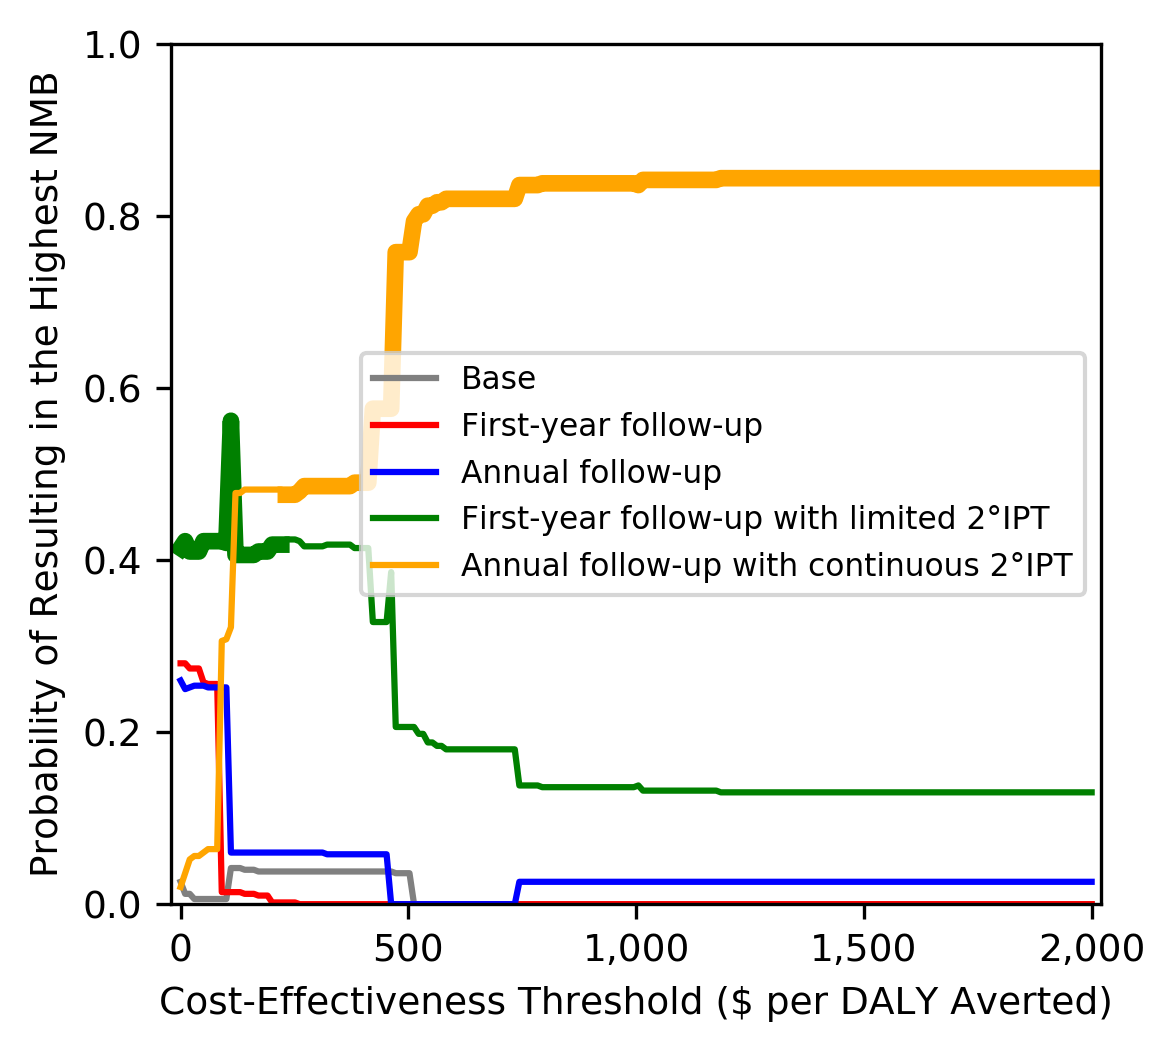 Probability of Resulting in the Highest NMB
1.0
0.8
0.6
0.4
0.2
0.0
Base
First-year follow-up
Annual follow-up
First-year follow-up with limited 2°IPT
Annual follow-up with continuous 2°IPT
0 500 1,000 1,500 2,000
Cost-Effectiveness Threshold ($ per DALY Averted)